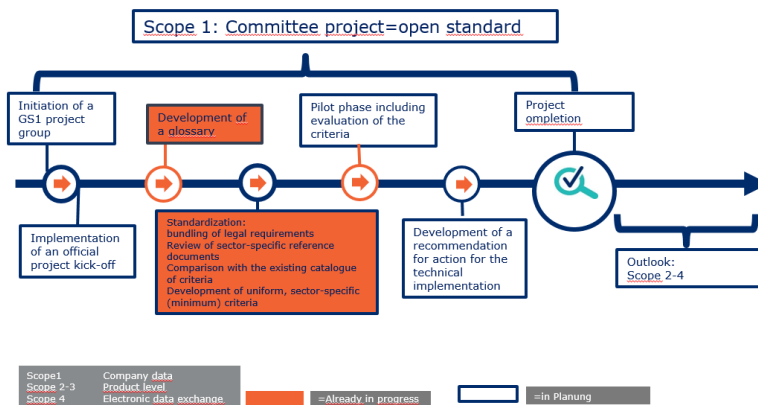 Scope 1: Committee project=open standard
Initiation of a
GS1 project
group
Development of
a glossary
Pilot phase including
evaluation of the
criteria
Project
ompletion
Implementation
of an official
project kick-off
Standardization:
bundling of legal requirements
Review of sector-specific reference
documents
Comparison with the existing catalogue
of criteria
Development of uniform, sector-specific
(minimum) criteria
Development of a
recommendation
for action for the
technical
implementation
Outlook:
Scope 2-4
Scope1 Company data
Scope 2-3 Product level
Scope 4 Electronic data exchange
=Already in progress
=in Planung